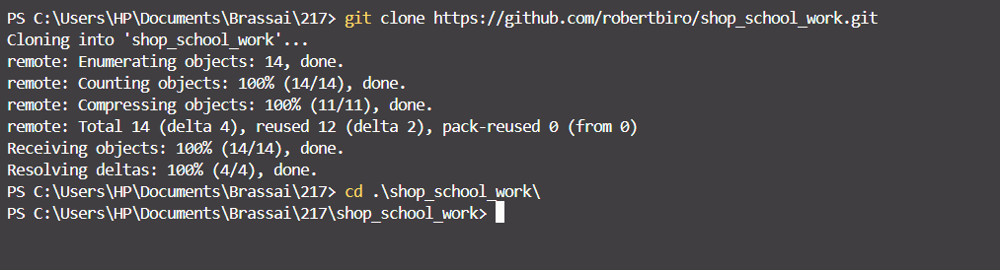 PS C:\Users\HP\Documents\Brassai\217> git clone https://github.com/robertbiro/shop_school_work.git
Cloning into 'shop_school_work'...
remote: Enumerating objects: 14, done.
remote: Counting objects: 100% (14/14), done.
remote: Compressing objects: 100% (11/11), done.
remote: Total 14 (delta 4), reused 12 (delta 2), pack-reused 0 (from 0)
Receiving objects: 100% (14/14), done.
Resolving deltas: 100% (4/4), done.
PS C:\Users\HP\Documents\Brassai\217> cd .\shop_school_work\
PS C:\Users\HP\Documents\Brassai\217\shop_school_work>